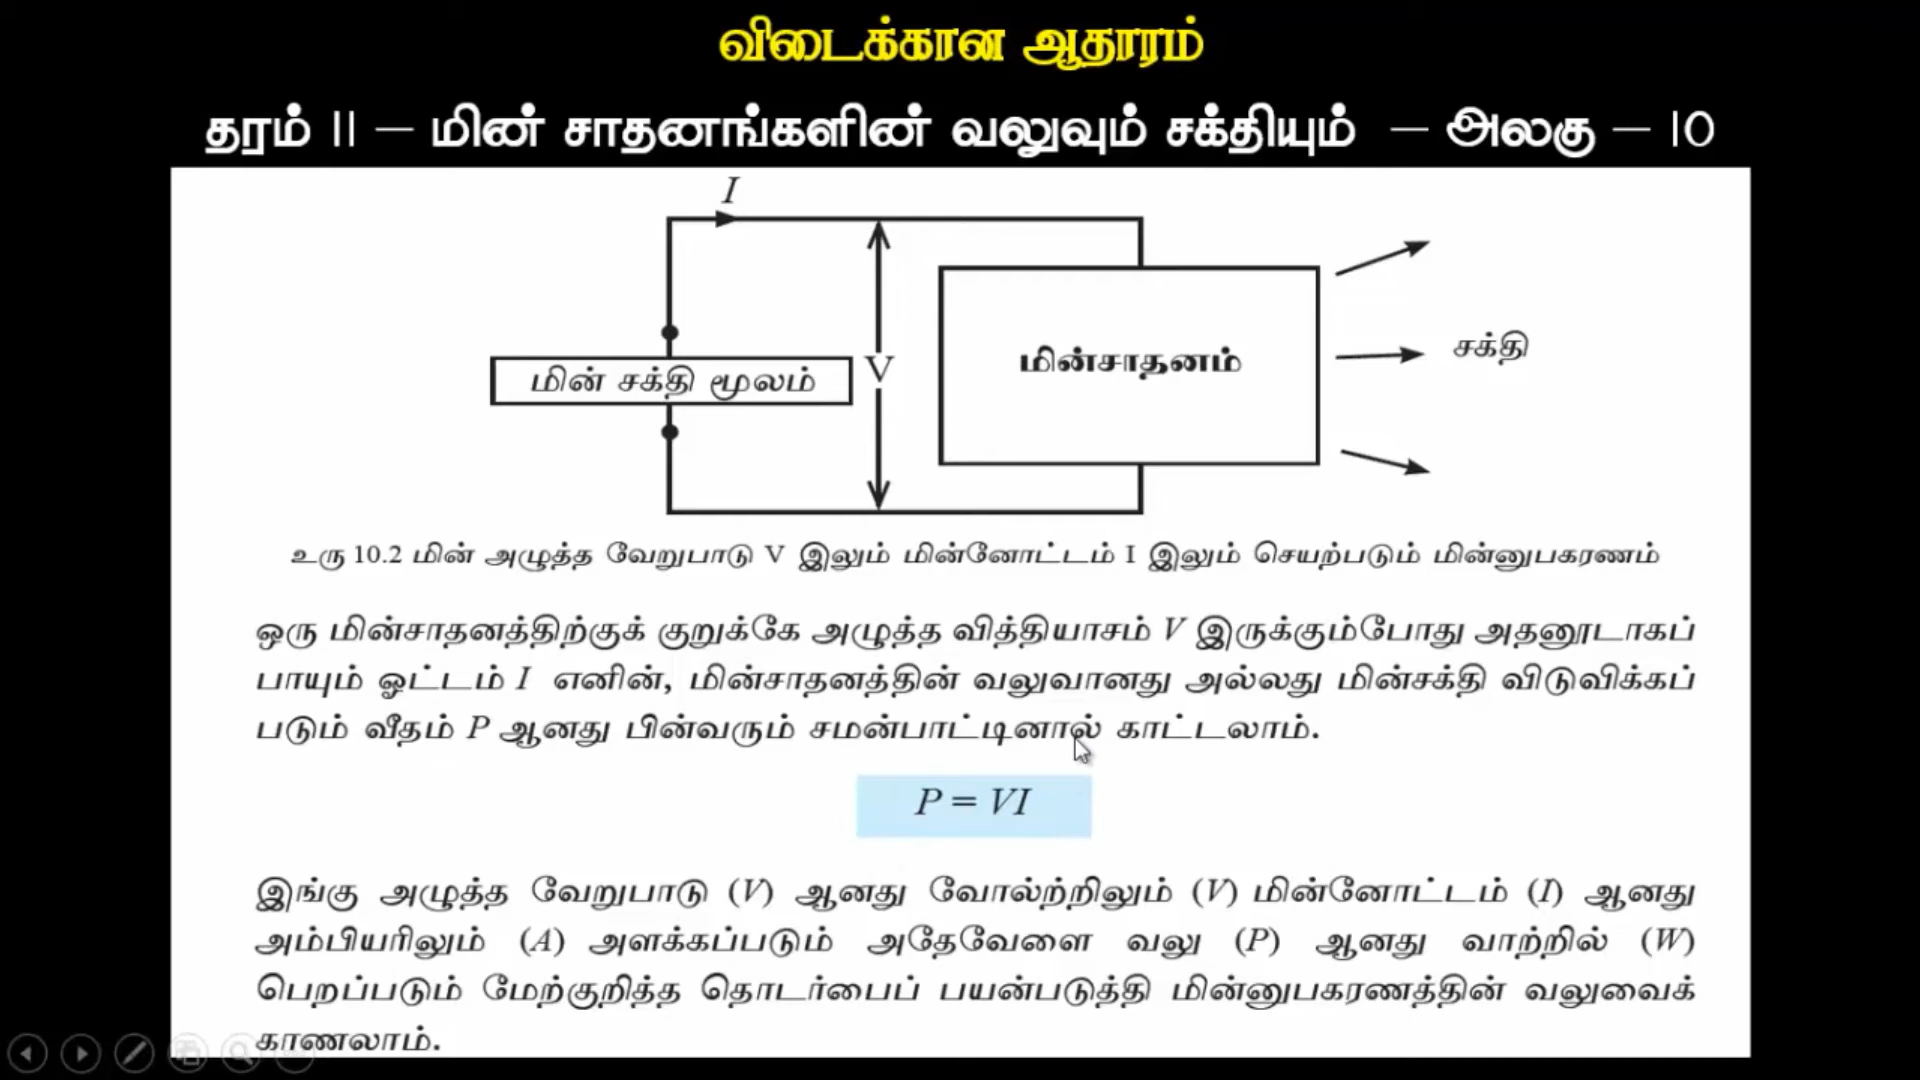 விடைக்கான ஆதாரம்
தரம் 11 – மின் சாதனங்களின் வலுவும் சக்தியும் – அலகு – 10
I
மின் சக்தி மூலம்
V
மின்சாதனம்
சக்தி
உரு 10.2 மின் அழுத்த வேறுபாடு V இலும் மின்னோட்டம் I இலும் செயற்படும் மின்னுபகரணம்
ஒரு மின்சாதனத்திற்குக் குறுக்கே அழுத்த வித்தியாசம் V இருக்கும்போது அதனூடாகப்
பாயும் ஓட்டம் I எனின், மின்சாதனத்தின் வலுவானது அல்லது மின்சக்தி விடுவிக்கப்
படும் வீதம் P ஆனது பின்வரும் சமன்பாட்டினால் காட்டலாம்.
P = VI
இங்கு அழுத்த வேறுபாடு (V) ஆனது வோல்ற்றிலும் (V) மின்னோட்டம் (I) ஆனது
அம்பியரிலும் (A) அளக்கப்படும் அதேவேளை வலு (P) ஆனது வாற்றில் (W)
பெறப்படும் மேற்குறித்த தொடர்பைப் பயன்படுத்தி மின்னுபகரணத்தின் வலுவைக்
காணலாம்.